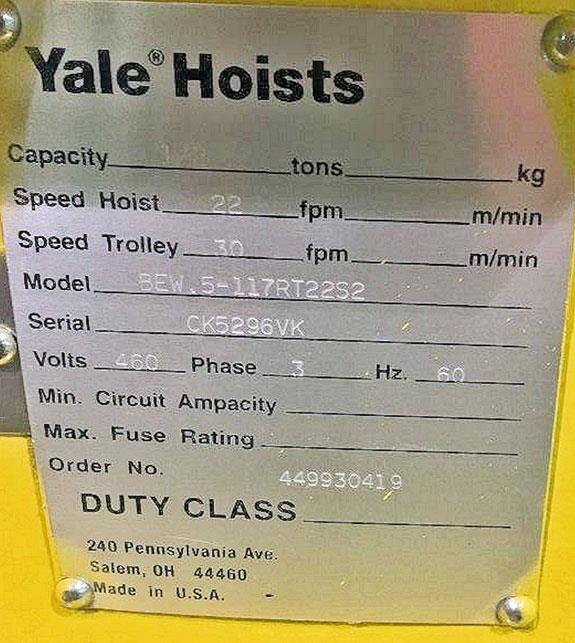 Yale® Hoists
Capacity 1/2 tons kg
Speed Hoist 22 fpm m/min
Speed Trolley 30 fpm m/min
Model BEW.5-117RT22S2
Serial CK5296VK
Volts 460 Phase 3 Hz. 60
Min. Circuit Ampacity
Max. Fuse Rating
Order No. 449930419
DUTY CLASS
240 Pennsylvania Ave.
Salem, OH 44460
Made in U.S.A. -